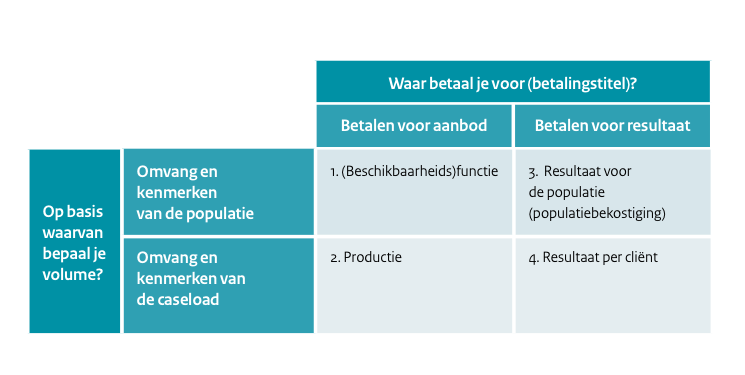 Waar betaal je voor (betalingstitel)?
Betalen voor aanbod
Betalen voor resultaat
Op basis
waarvan
bepaal je
volume?
Omvang en
kenmerken
van de populatie
1. (Beschikbaarheids)functie
3. Resultaat voor
de populatie
(populatiebekostiging)
Omvang en
kenmerken van
de caseload
2. Productie
4. Resultaat per cliënt